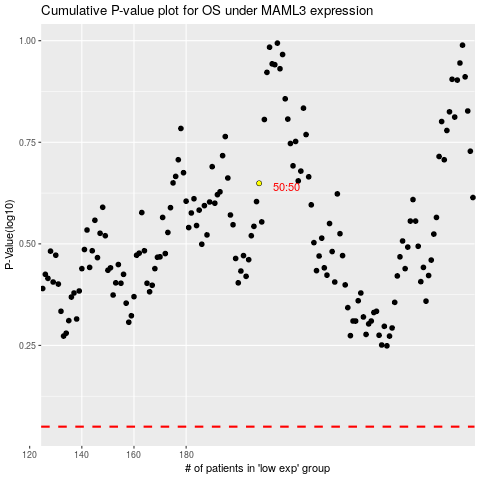 Cumulative P-value plot for OS under MAML3 expression
1.00
0.75
0.50
0.25
P-Value(log10)
50:50
120 140 160 180
# of patients in 'low exp' group